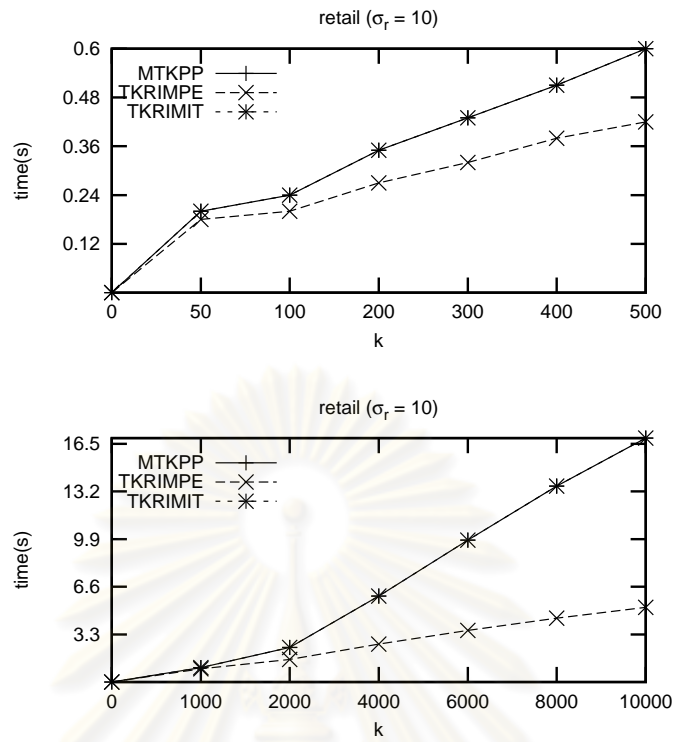 retail (σr = 10)
0.6
0.48
0.36
0.24
0.12
time(s)
MTKPP
TKRIMPE
TKRIMIT
0 50 100 200 300 400 500
k
retail (σr = 10)
16.5
13.2
9.9
6.6
3.3
time(s)
MTKPP
TKRIMPE
TKRIMIT
0 1000 2000 4000 6000 8000 10000
k